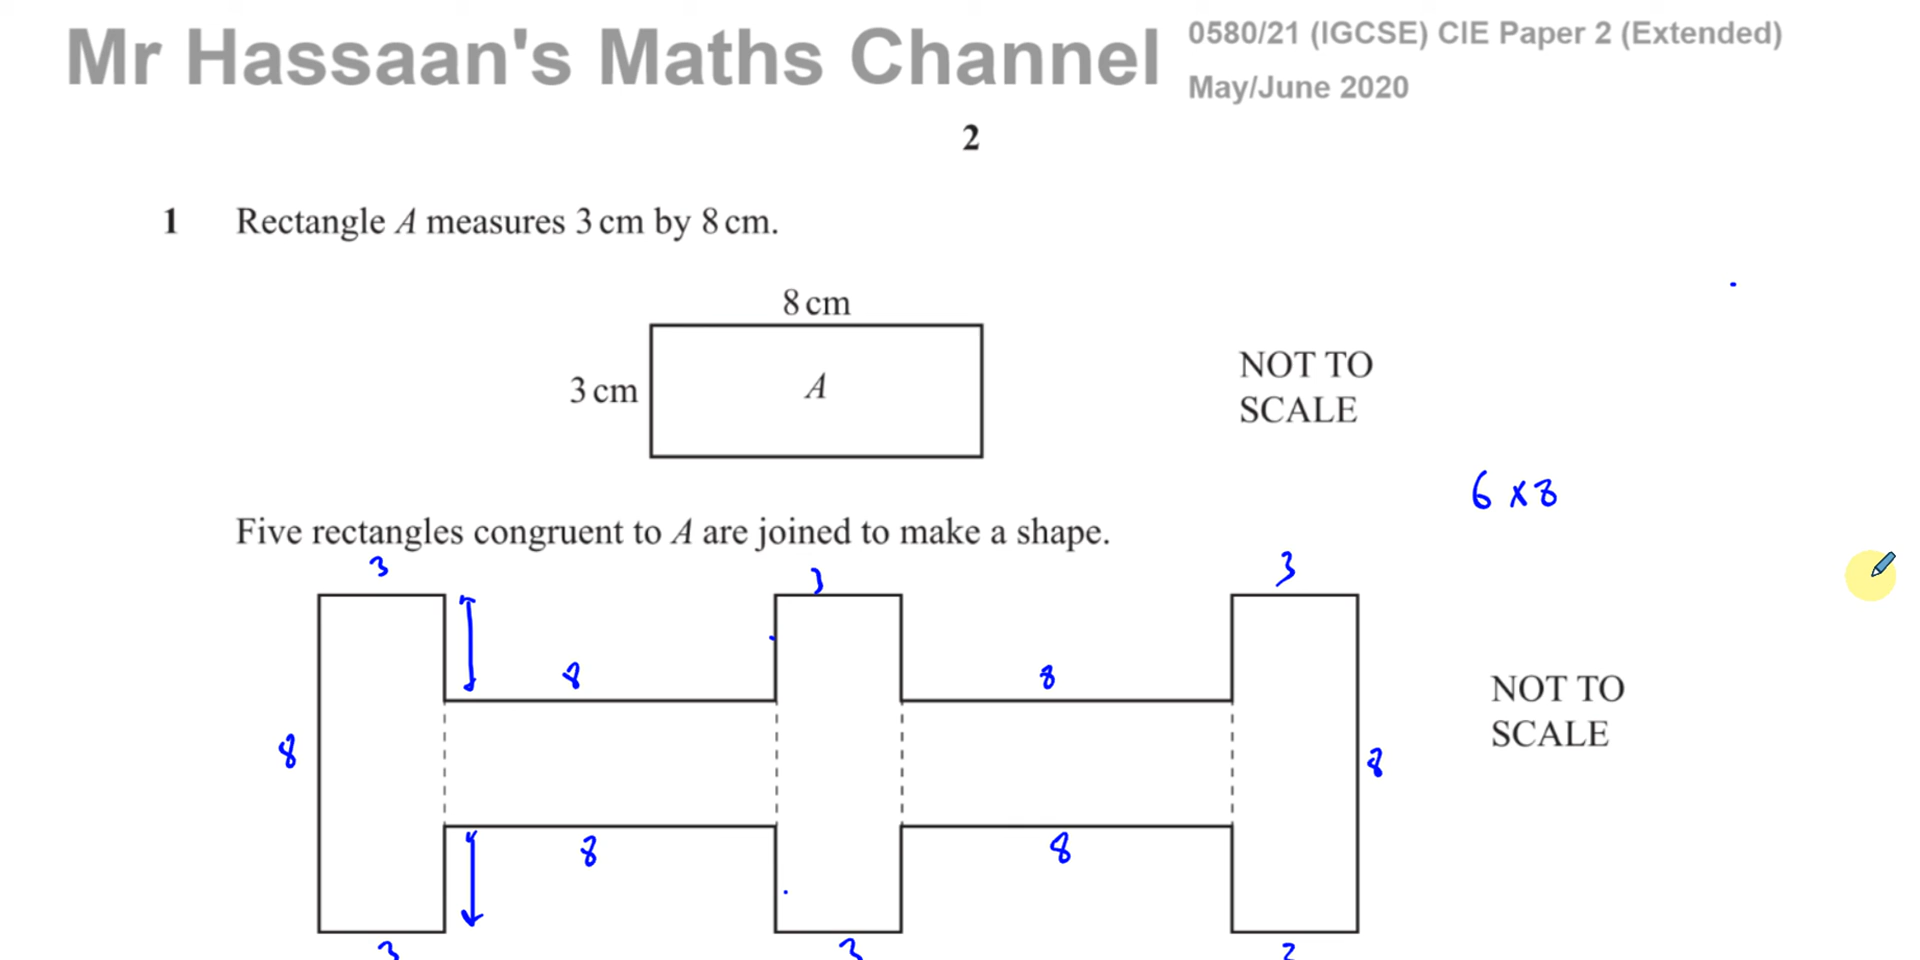 Mr Hassaan's Maths Channel
0580/21 (IGCSE) CIE Paper 2 (Extended)
May/June 2020
2
1 Rectangle A measures 3 cm by 8 cm.
8 cm
3 cm
A
NOT TO
SCALE
6 × 8
Five rectangles congruent to A are joined to make a shape.
3 3 3
8 8
8 8
NOT TO
SCALE
8 8
3 3